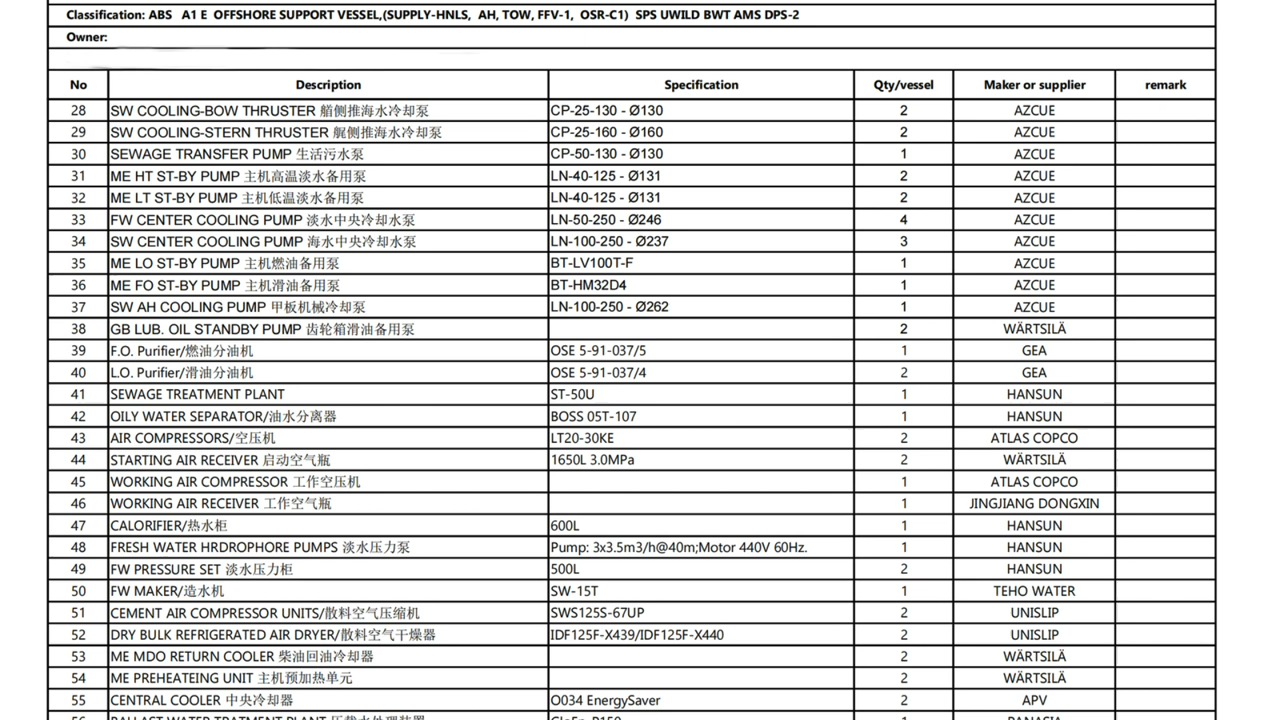 Classification: ABS A1 E OFFSHORE SUPPORT VESSEL,(SUPPLY-HNLS, AH, TOW, FFV-1, OSR-C1) SPS UWILD BWT AMS DPS-2
Owner:
No Description Specification Qty/vessel Maker or supplier remark
28 SW COOLING-BOW THRUSTER 艏侧推海水冷却泵 CP-25-130 - Ø130 2 AZCUE
29 SW COOLING-STERN THRUSTER 艉侧推海水冷却泵 CP-25-160 - Ø160 2 AZCUE
30 SEWAGE TRANSFER PUMP 生活污水泵 CP-50-130 - Ø130 1 AZCUE
31 ME HT ST-BY PUMP 主机高温淡水备用泵 LN-40-125 - Ø131 2 AZCUE
32 ME LT ST-BY PUMP 主机低温淡水备用泵 LN-40-125 - Ø131 2 AZCUE
33 FW CENTER COOLING PUMP 淡水中央冷却水泵 LN-50-250 - Ø246 4 AZCUE
34 SW CENTER COOLING PUMP 海水中央冷却水泵 LN-100-250 - Ø237 3 AZCUE
35 ME LO ST-BY PUMP 主机燃油备用泵 BT-LV100T-F 1 AZCUE
36 ME FO ST-BY PUMP 主机滑油备用泵 BT-HM32D4 1 AZCUE
37 SW AH COOLING PUMP 甲板机械冷却泵 LN-100-250 - Ø262 1 AZCUE
38 GB LUB. OIL STANDBY PUMP 齿轮箱滑油备用泵 2 WÄRTSILÄ
39 F.O. Purifier/燃油分油机 OSE 5-91-037/5 1 GEA
40 L.O. Purifier/滑油分油机 OSE 5-91-037/4 2 GEA
41 SEWAGE TREATMENT PLANT ST-50U 1 HANSUN
42 OILY WATER SEPARATOR/油水分离器 BOSS 05T-107 1 HANSUN
43 AIR COMPRESSORS/空压机 LT20-30KE 2 ATLAS COPCO
44 STARTING AIR RECEIVER 启动空气瓶 1650L 3.0MPa 2 WÄRTSILÄ
45 WORKING AIR COMPRESSOR 工作空压机 1 ATLAS COPCO
46 WORKING AIR RECEIVER 工作空气瓶 1 JINGJIANG DONGXIN
47 CALORIFIER/热水柜 600L 1 HANSUN
48 FRESH WATER HRDROPHORE PUMPS 淡水压力泵 Pump: 3x3.5m3/h@40m;Motor 440V 60Hz. 1 HANSUN
49 FW PRESSURE SET 淡水压力柜 500L 2 HANSUN
50 FW MAKER/造水机 SW-15T 1 TEHO WATER
51 CEMENT AIR COMPRESSOR UNITS/散料空气压缩机 SWS125S-67UP 2 UNISLIP
52 DRY BULK REFRIGERATED AIR DRYER/散料空气干燥器 IDF125F-X439/IDF125F-X440 2 UNISLIP
53 ME MDO RETURN COOLER 柴油回油冷却器 2 WÄRTSILÄ
54 ME PREHEATEING UNIT 主机预加热单元 2 WÄRTSILÄ
55 CENTRAL COOLER 中央冷却器 O034 EnergySaver 2 APV